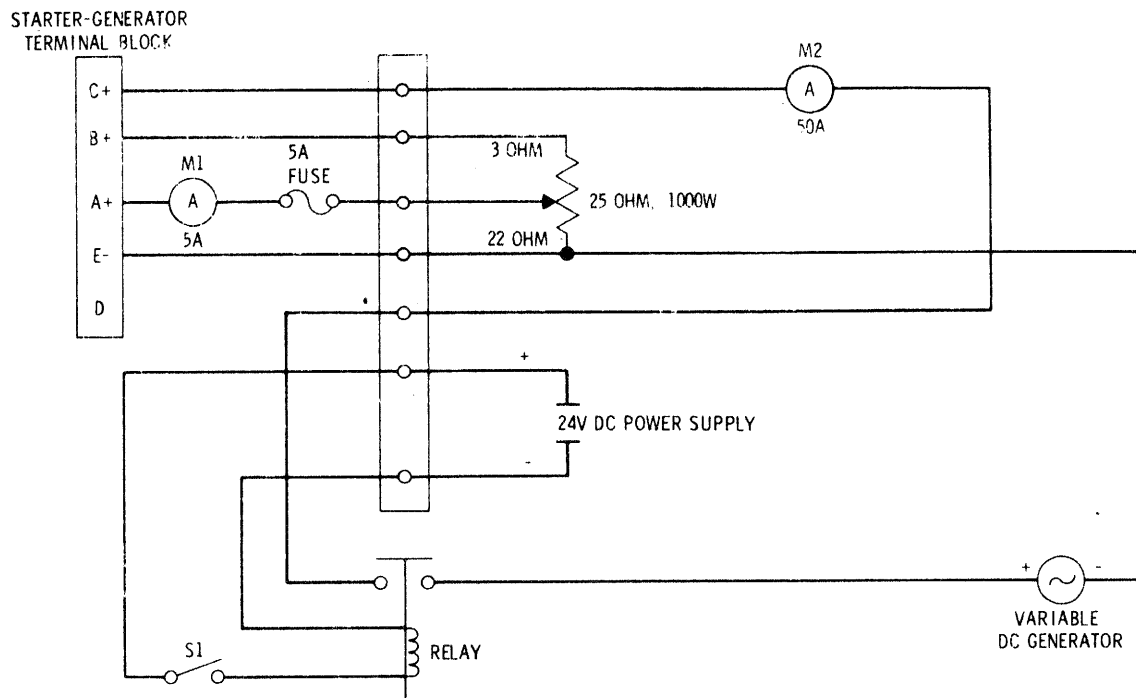 STARTER-GENERATOR
TERMINAL BLOCK
C+
B+
A+
E-
D
M1
A
5A
5A
FUSE
M2
A
50A
3 OHM
25 OHM, 1000W
22 OHM
+
24V DC POWER SUPPLY
-
S1
RELAY
+
-
VARIABLE
DC GENERATOR